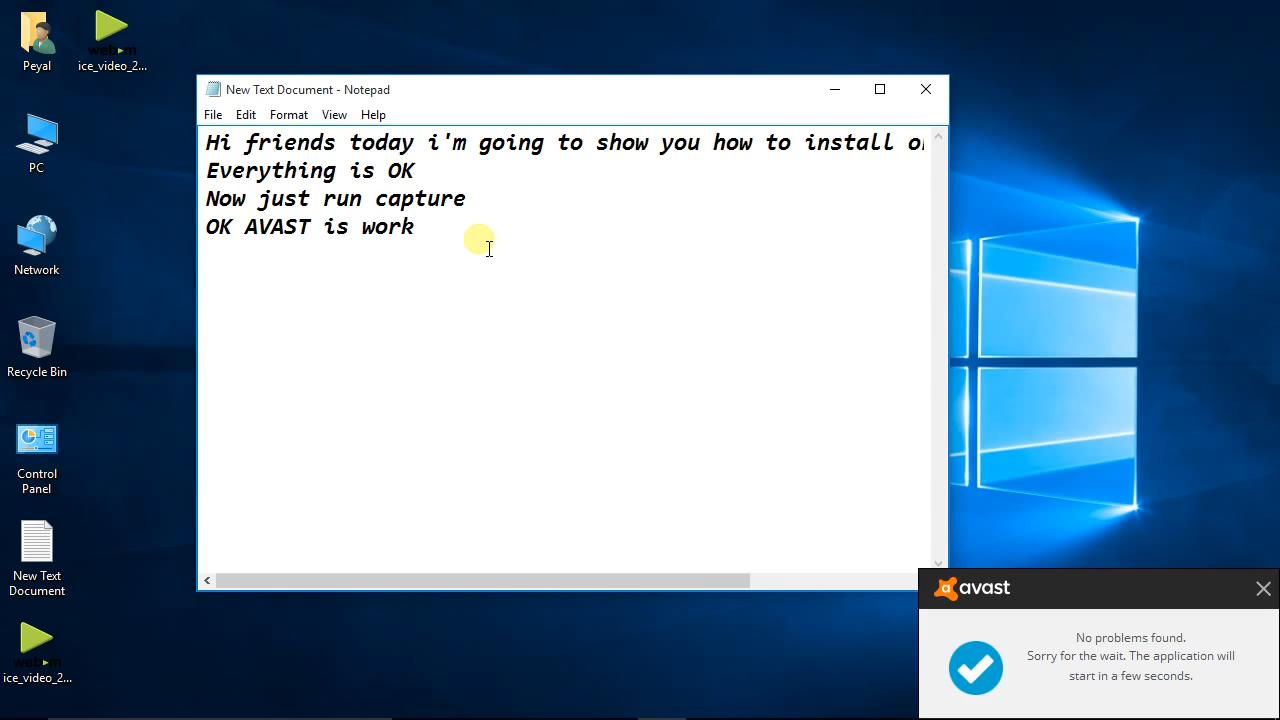 Peyal
ice_video_2...
PC
Network
Recycle Bin
Control
Panel
New Text
Document
ice_video_2...
New Text Document - Notepad
File Edit Format View Help
Hi friends today i'm going to show you how to install
Everything is OK
Now just run capture
OK AVAST is work
avast
No problems found.
Sorry for the wait. The application will
start in a few seconds.